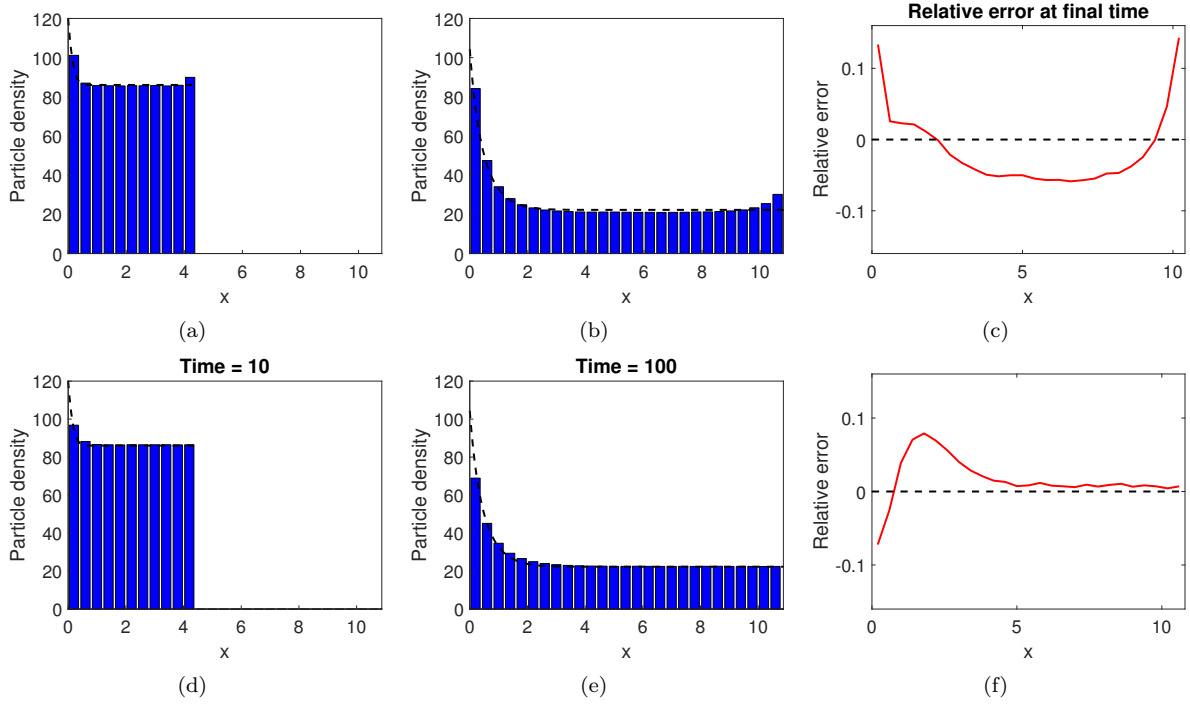 120
100
80
60
40
20
0
Particle density
0 2 4 6 8 10
x
(a)
120
100
80
60
40
20
0
Particle density
0 2 4 6 8 10
x
(b)
Relative error at final time
0.1
0
-0.1
Relative error
0 5 10
x
(c)
Time = 10
120
100
80
60
40
20
0
Particle density
0 2 4 6 8 10
x
(d)
Time = 100
120
100
80
60
40
20
0
Particle density
0 2 4 6 8 10
x
(e)
0.1
0
-0.1
Relative error
0 5 10
x
(f)